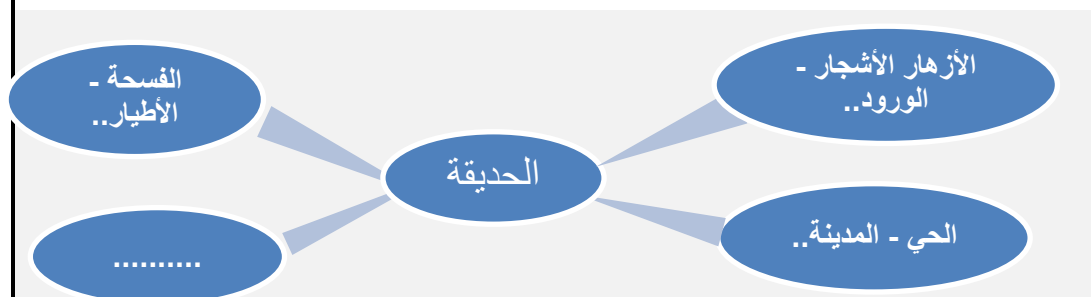 الأزهار الأشجار -
الورود..
الفسحة -
الأطيار..
الحديقة
الحي - المدينة..
..........